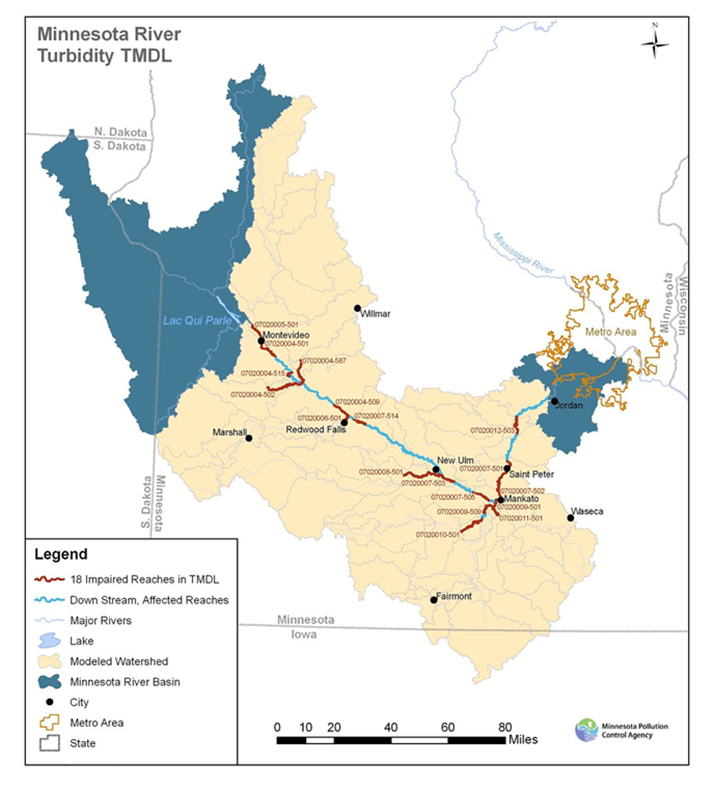 Minnesota River
Turbidity TMDL
N
N. Dakota
S. Dakota
Mississippi River
Minnesota
Wisconsin
Lac Qui Parle
Willmar
Metro Area
07020005-501
Montevideo
07020004-501
07020004-587
07020004-515
07020004-502
Jordan
07020004-509
07020006-501
07020007-514
Redwood Falls
07020012-503
Marshall
New Ulm
07020008-501
07020007-501
Saint Peter
07020007-503
07020007-502
07020007-505
Mankato
07020009-501
07020009-509
07020011-501
Waseca
07020010-501
S. Dakota
Minnesota
Fairmont
Minnesota
Iowa
Legend
18 Impaired Reaches in TMDL
Down Stream, Affected Reaches
Major Rivers
Lake
Modeled Watershed
Minnesota River Basin
City
Metro Area
State
0 10 20 40 60 80
Miles
Minnesota Pollution
Control Agency